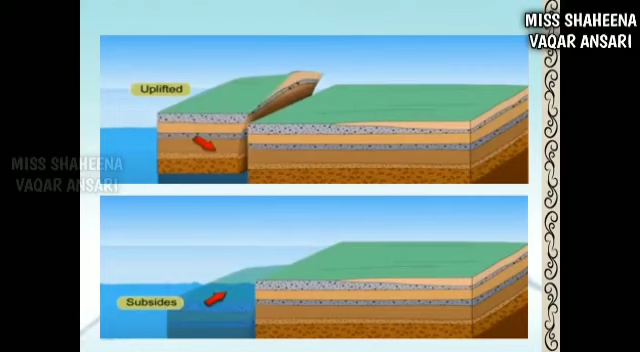 MISS SHAHEENA
VAQAR ANSARI
Uplifted
MISS SHAHEENA
VAQAR ANSARI
Subsides